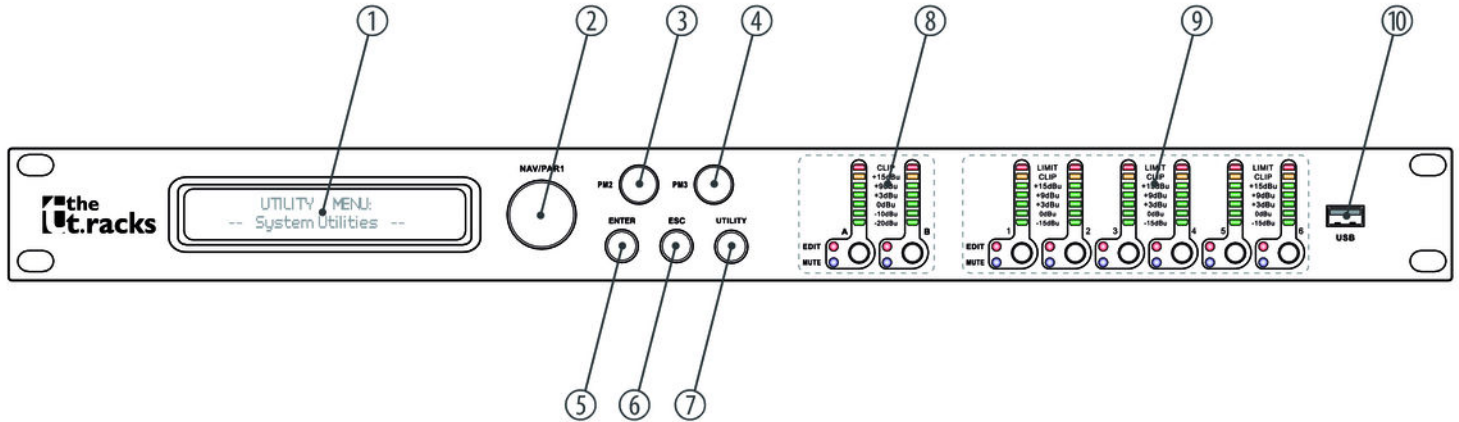 ① ② ③ ④ ⑧ ⑨ ⑩
the t.racks
UTILITY MENU:
-- System Utilities --
NAV/PAR1
PM2
PM3
ENTER
ESC
UTILITY
CLIP
+15dBu
+9dBu
+3dBu
0dBu
-10dBu
-20dBu
A
B
EDIT
MUTE
LIMIT
CLIP
+15dBu
+9dBu
+3dBu
0dBu
-15dBu
1
2
EDIT
MUTE
LIMIT
CLIP
+15dBu
+9dBu
+3dBu
0dBu
-15dBu
3
4
LIMIT
CLIP
+15dBu
+9dBu
+3dBu
0dBu
-15dBu
5
6
USB
⑤ ⑥ ⑦